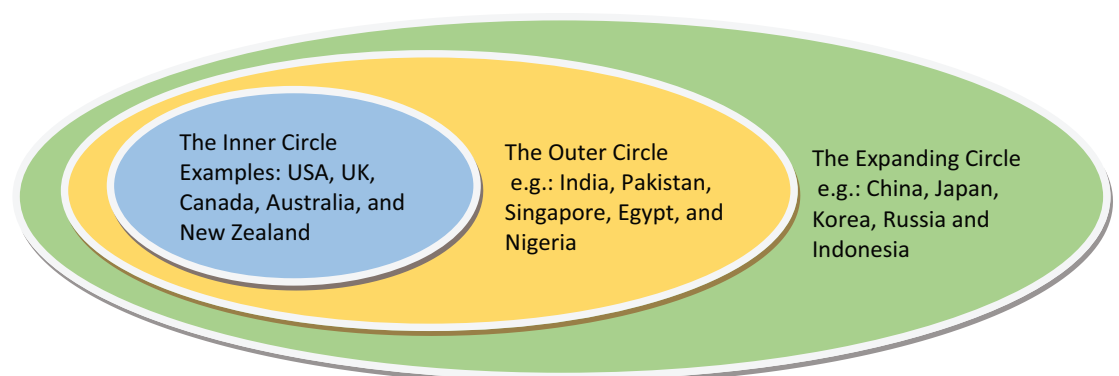 The Inner Circle
Examples: USA, UK,
Canada, Australia, and
New Zealand
The Outer Circle
e.g.: India, Pakistan,
Singapore, Egypt, and
Nigeria
The Expanding Circle
e.g.: China, Japan,
Korea, Russia and
Indonesia